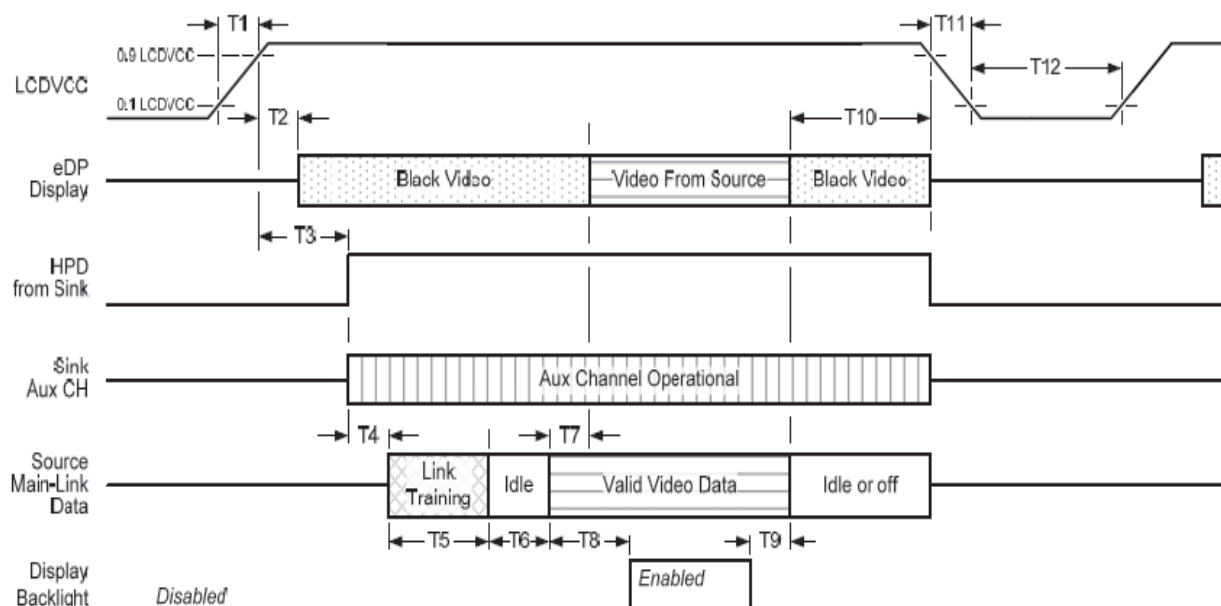 T1
T11
0.9 LCDVCC
T12
LCDVCC
0.1 LCDVCC
T2
T10
eDP
Display
Black Video
Video From Source
Black Video
T3
HPD
from Sink
Sink
Aux CH
Aux Channel Operational
T4
T7
Source
Main-Link
Data
Link
Training
Idle
Valid Video Data
Idle or off
T5
T6
T8
T9
Display
Backlight
Disabled
Enabled